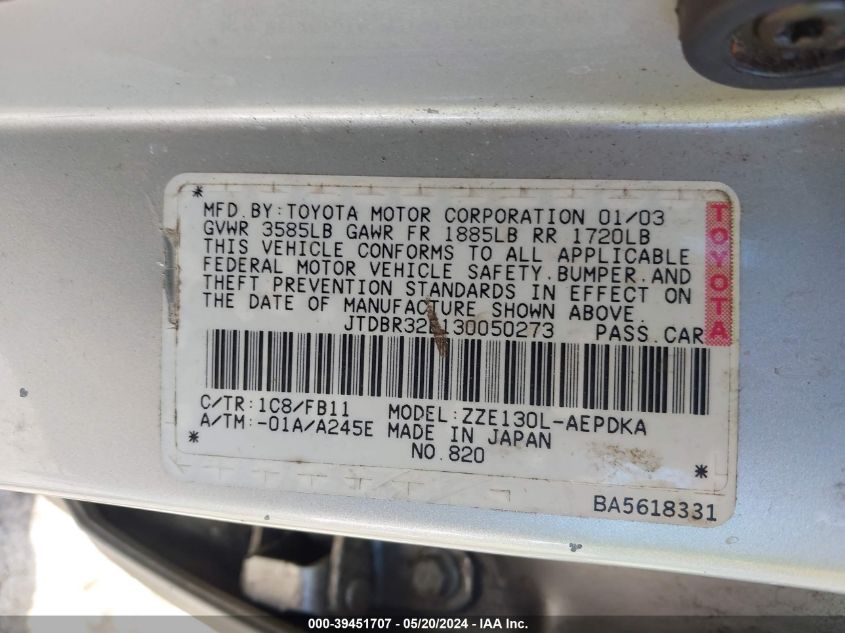 MFD.BY:TOYOTA MOTOR CORPORATION 01/03
GVWR 3585LB GAWR FR 1885LB RR 1720LB
THIS VEHICLE CONFORMS TO ALL APPLICABLE
FEDERAL MOTOR VEHICLE SAFETY.BUMPER.AND
THEFT PREVENTION STANDARDS IN EFFECT ON
THE DATE OF MANUFACTURE SHOWN ABOVE.
JTDBR32E130050273 PASS.CAR
TOYOTA
C/TR:1C8/FB11 MODEL:ZZE130L-AEPDKA
A/TM:-01A/A245E MADE IN JAPAN
NO.820
BA5618331
000-39451707 - 05/20/2024 - IAA Inc.